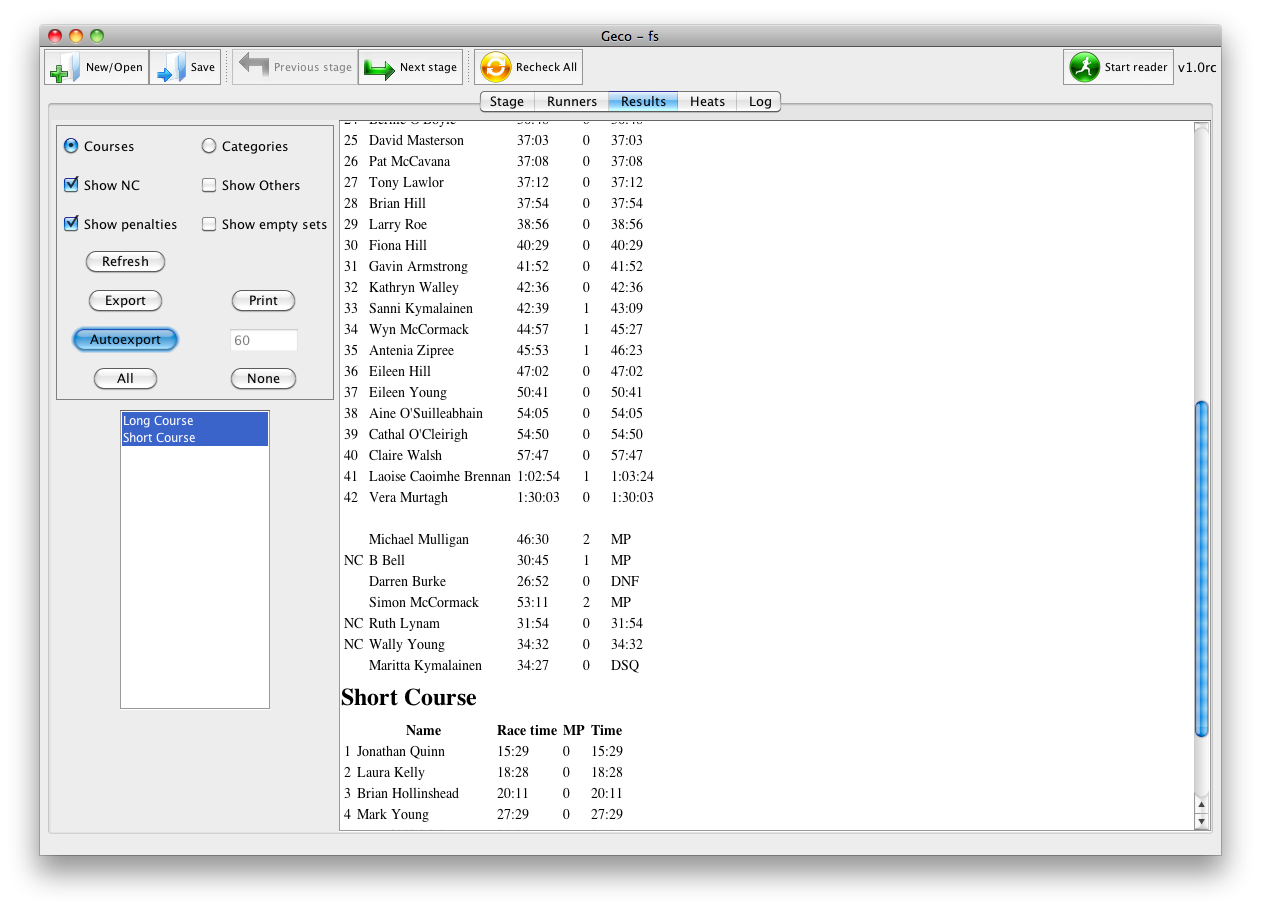 Geco - fs
New/Open Save Previous stage Next stage Recheck All Start reader v1.0rc
Stage Runners Results Heats Log
Courses Categories
Show NC Show Others
Show penalties Show empty sets
Refresh
Export Print
Autoexport 60
All None
Long Course
Short Course
25 David Masterson 37:03 0 37:03
26 Pat McCavana 37:08 0 37:08
27 Tony Lawlor 37:12 0 37:12
28 Brian Hill 37:54 0 37:54
29 Larry Roe 38:56 0 38:56
30 Fiona Hill 40:29 0 40:29
31 Gavin Armstrong 41:52 0 41:52
32 Kathryn Walley 42:36 0 42:36
33 Sanni Kymalainen 42:39 1 43:09
34 Wyn McCormack 44:57 1 45:27
35 Antenia Zipree 45:53 1 46:23
36 Eileen Hill 47:02 0 47:02
37 Eileen Young 50:41 0 50:41
38 Aine O'Suilleabhain 54:05 0 54:05
39 Cathal O'Cleirigh 54:50 0 54:50
40 Claire Walsh 57:47 0 57:47
41 Laoise Caoimhe Brennan 1:02:54 1 1:03:24
42 Vera Murtagh 1:30:03 0 1:30:03
Michael Mulligan 46:30 2 MP
NC B Bell 30:45 1 MP
Darren Burke 26:52 0 DNF
Simon McCormack 53:11 2 MP
NC Ruth Lynam 31:54 0 31:54
NC Wally Young 34:32 0 34:32
Maritta Kymalainen 34:27 0 DSQ
Short Course
Name Race time MP Time
1 Jonathan Quinn 15:29 0 15:29
2 Laura Kelly 18:28 0 18:28
3 Brian Hollinshead 20:11 0 20:11
4 Mark Young 27:29 0 27:29